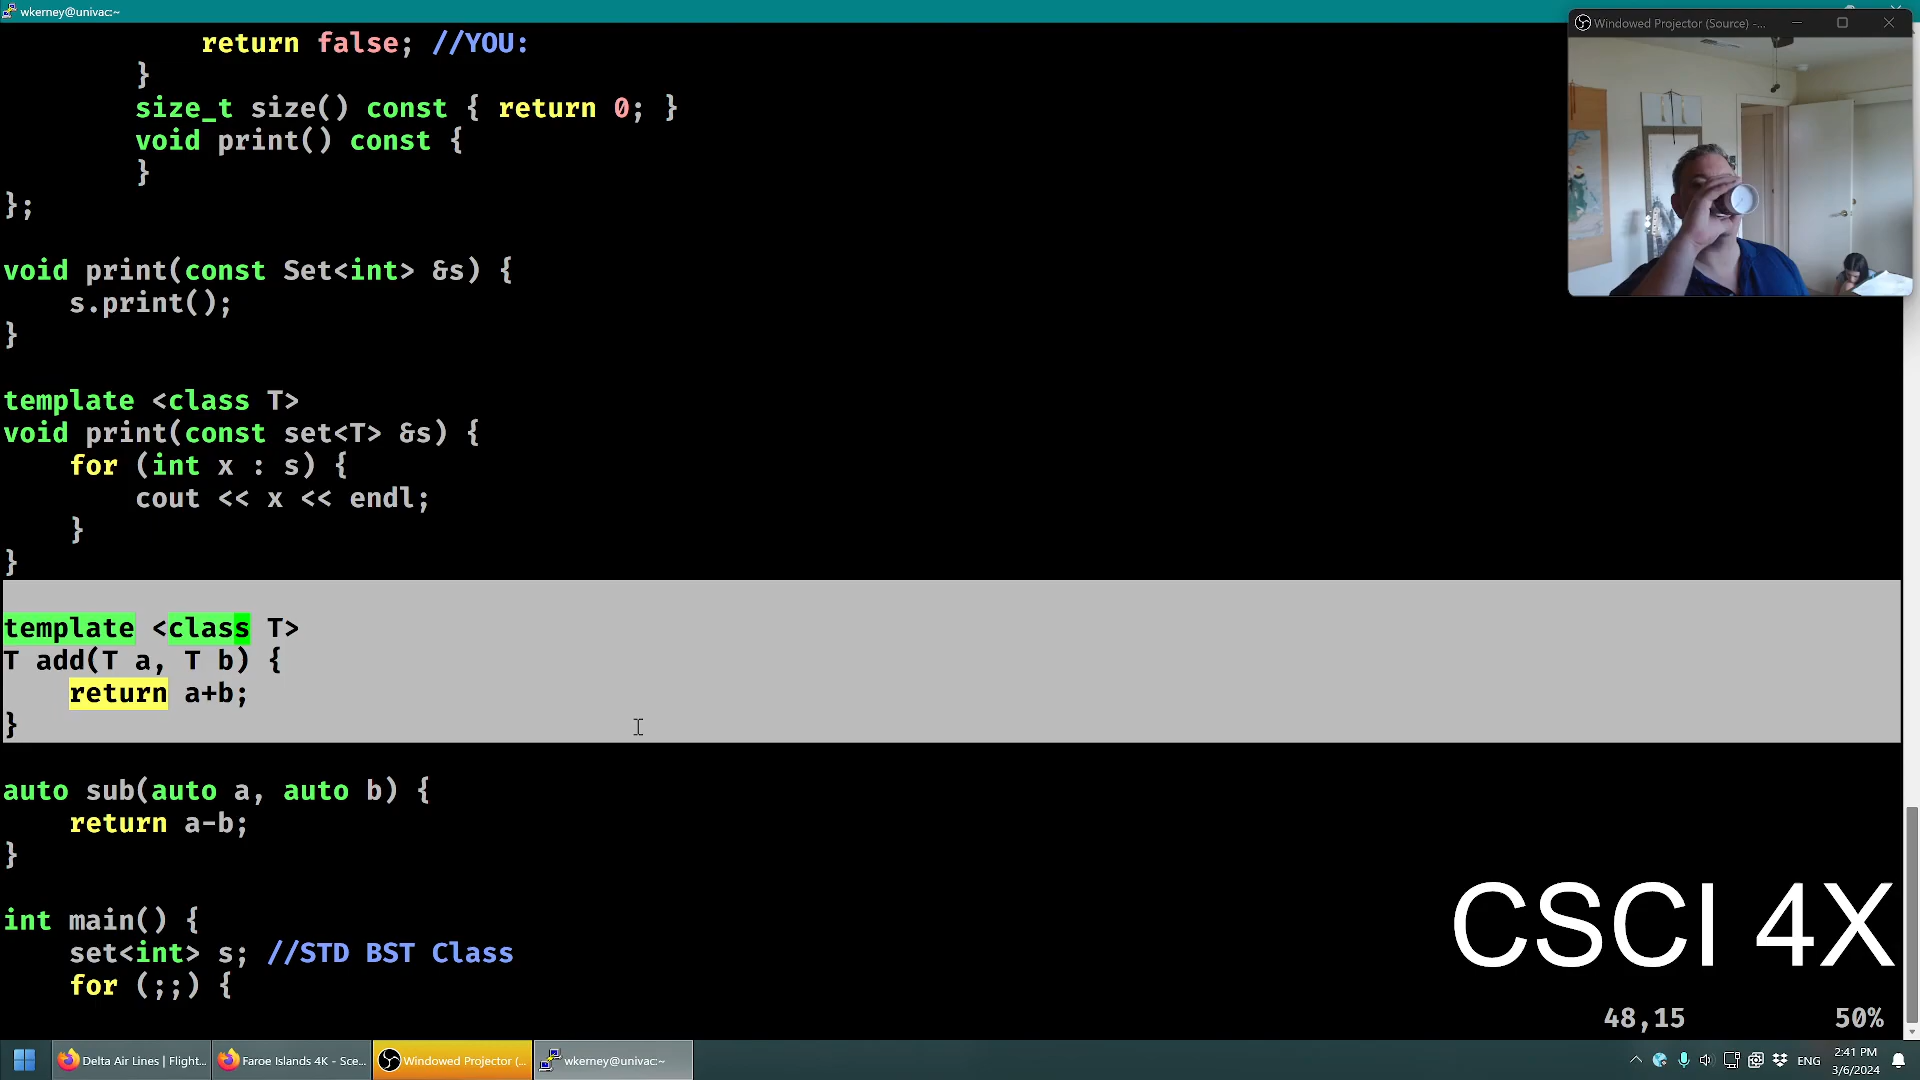 wkerney@univac:~
Windowed Projector (Source) -...
return false; //YOU:
}
size_t size() const { return 0; }
void print() const {
}
};
void print(const Set<int> &s) {
s.print();
}
template <class T>
void print(const set<T> &s) {
for (int x : s) {
cout << x << endl;
}
}
template <class T>
T add(T a, T b) {
return a+b;
}
auto sub(auto a, auto b) {
return a-b;
}
int main() {
set<int> s; //STD BST Class
for (;;) {
CSCI 4X
48,15 50%
Delta Air Lines | Flight...
Faroe Islands 4K - Sce...
Windowed Projector (...
wkerney@univac:~
ENG
2:41 PM
3/6/2024